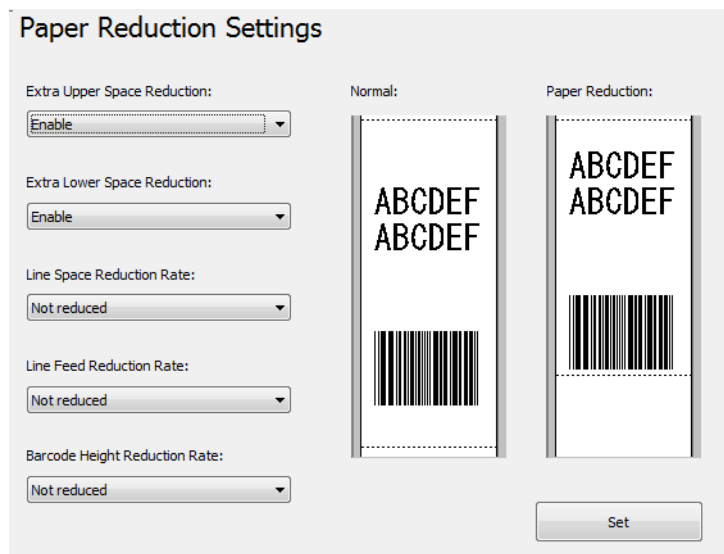 Paper Reduction Settings
Extra Upper Space Reduction:
Enable
Extra Lower Space Reduction:
Enable
Line Space Reduction Rate:
Not reduced
Line Feed Reduction Rate:
Not reduced
Barcode Height Reduction Rate:
Not reduced
Normal:
ABCDEF
ABCDEF
Paper Reduction:
ABCDEF
ABCDEF
Set